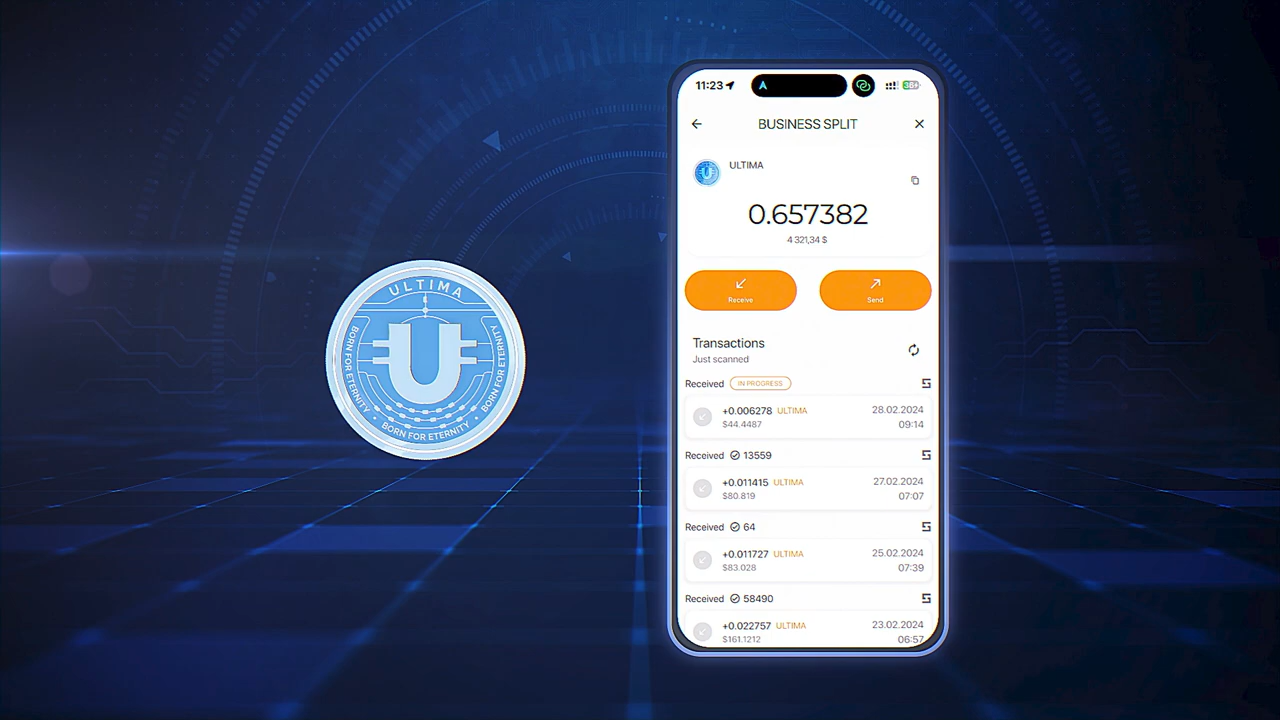 ULTIMA
BORN FOR ETERNITY
BORN FOR ETERNITY
BORN FOR ETERNITY
11:23
36+
BUSINESS SPLIT
ULTIMA
0.657382
4 321,34 $
Receive
Send
Transactions
Just scanned
Received IN PROGRESS
+0.006278 ULTIMA 28.02.2024
$44.4487 09:14
Received 13559
+0.011415 ULTIMA 27.02.2024
$80.819 07:07
Received 64
+0.011727 ULTIMA 25.02.2024
$83.028 07:39
Received 58490
+0.022757 ULTIMA 23.02.2024
$161.1212 06:57